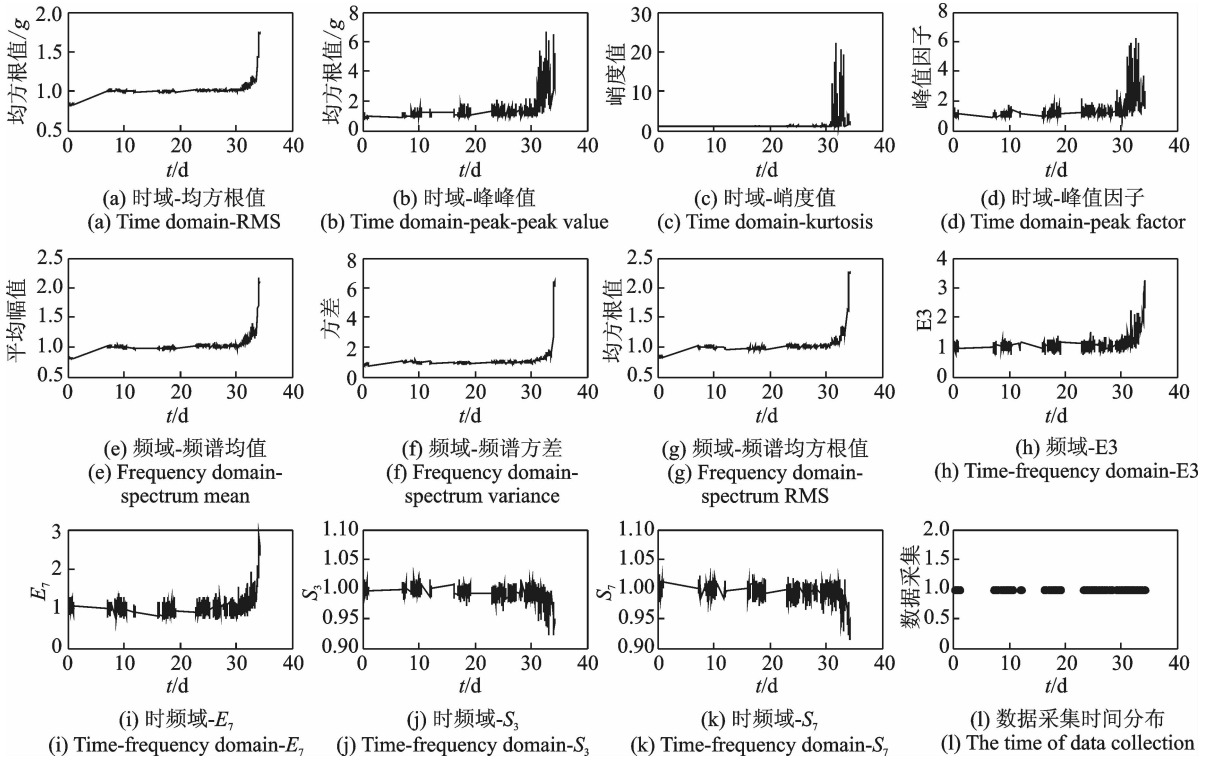 均方根值/g
2.0
1.5
1.0
0.5
0 10 20 30 40
t/d
(a) 时域-均方根值
(a) Time domain-RMS
均方根值/g
8
6
4
2
0
0 10 20 30 40
t/d
(b) 时域-峰峰值
(b) Time domain-peak-peak value
峭度值
30
20
10
0
0 10 20 30 40
t/d
(c) 时域-峭度值
(c) Time domain-kurtosis
峰值因子
8
6
4
2
0
0 10 20 30 40
t/d
(d) 时域-峰值因子
(d) Time domain-peak factor
平均幅值
2.5
2.0
1.5
1.0
0.5
0 10 20 30 40
t/d
(e) 频域-频谱均值
(e) Frequency domain-
spectrum mean
方差
8
6
4
2
0
0 10 20 30 40
t/d
(f) 频域-频谱方差
(f) Frequency domain-
spectrum variance
均方根值
2.5
2.0
1.5
1.0
0.5
0 10 20 30 40
t/d
(g) 频域-频谱均方根值
(g) Frequency domain-
spectrum RMS
E3
4
3
2
1
0
0 10 20 30 40
t/d
(h) 频域-E3
(h) Time-frequency domain-E3
E₇
3
2
1
0
0 10 20 30 40
t/d
(i) 时频域-E₇
(i) Time-frequency domain-E₇
S₃
1.10
1.05
1.00
0.95
0.90
0 10 20 30 40
t/d
(j) 时频域-S₃
(j) Time-frequency domain-S₃
S₇
1.10
1.05
1.00
0.95
0.90
0 10 20 30 40
t/d
(k) 时频域-S₇
(k) Time-frequency domain-S₇
数据采集
2.0
1.5
1.0
0.5
0
0 10 20 30 40
t/d
(l) 数据采集时间分布
(l) The time of data collection